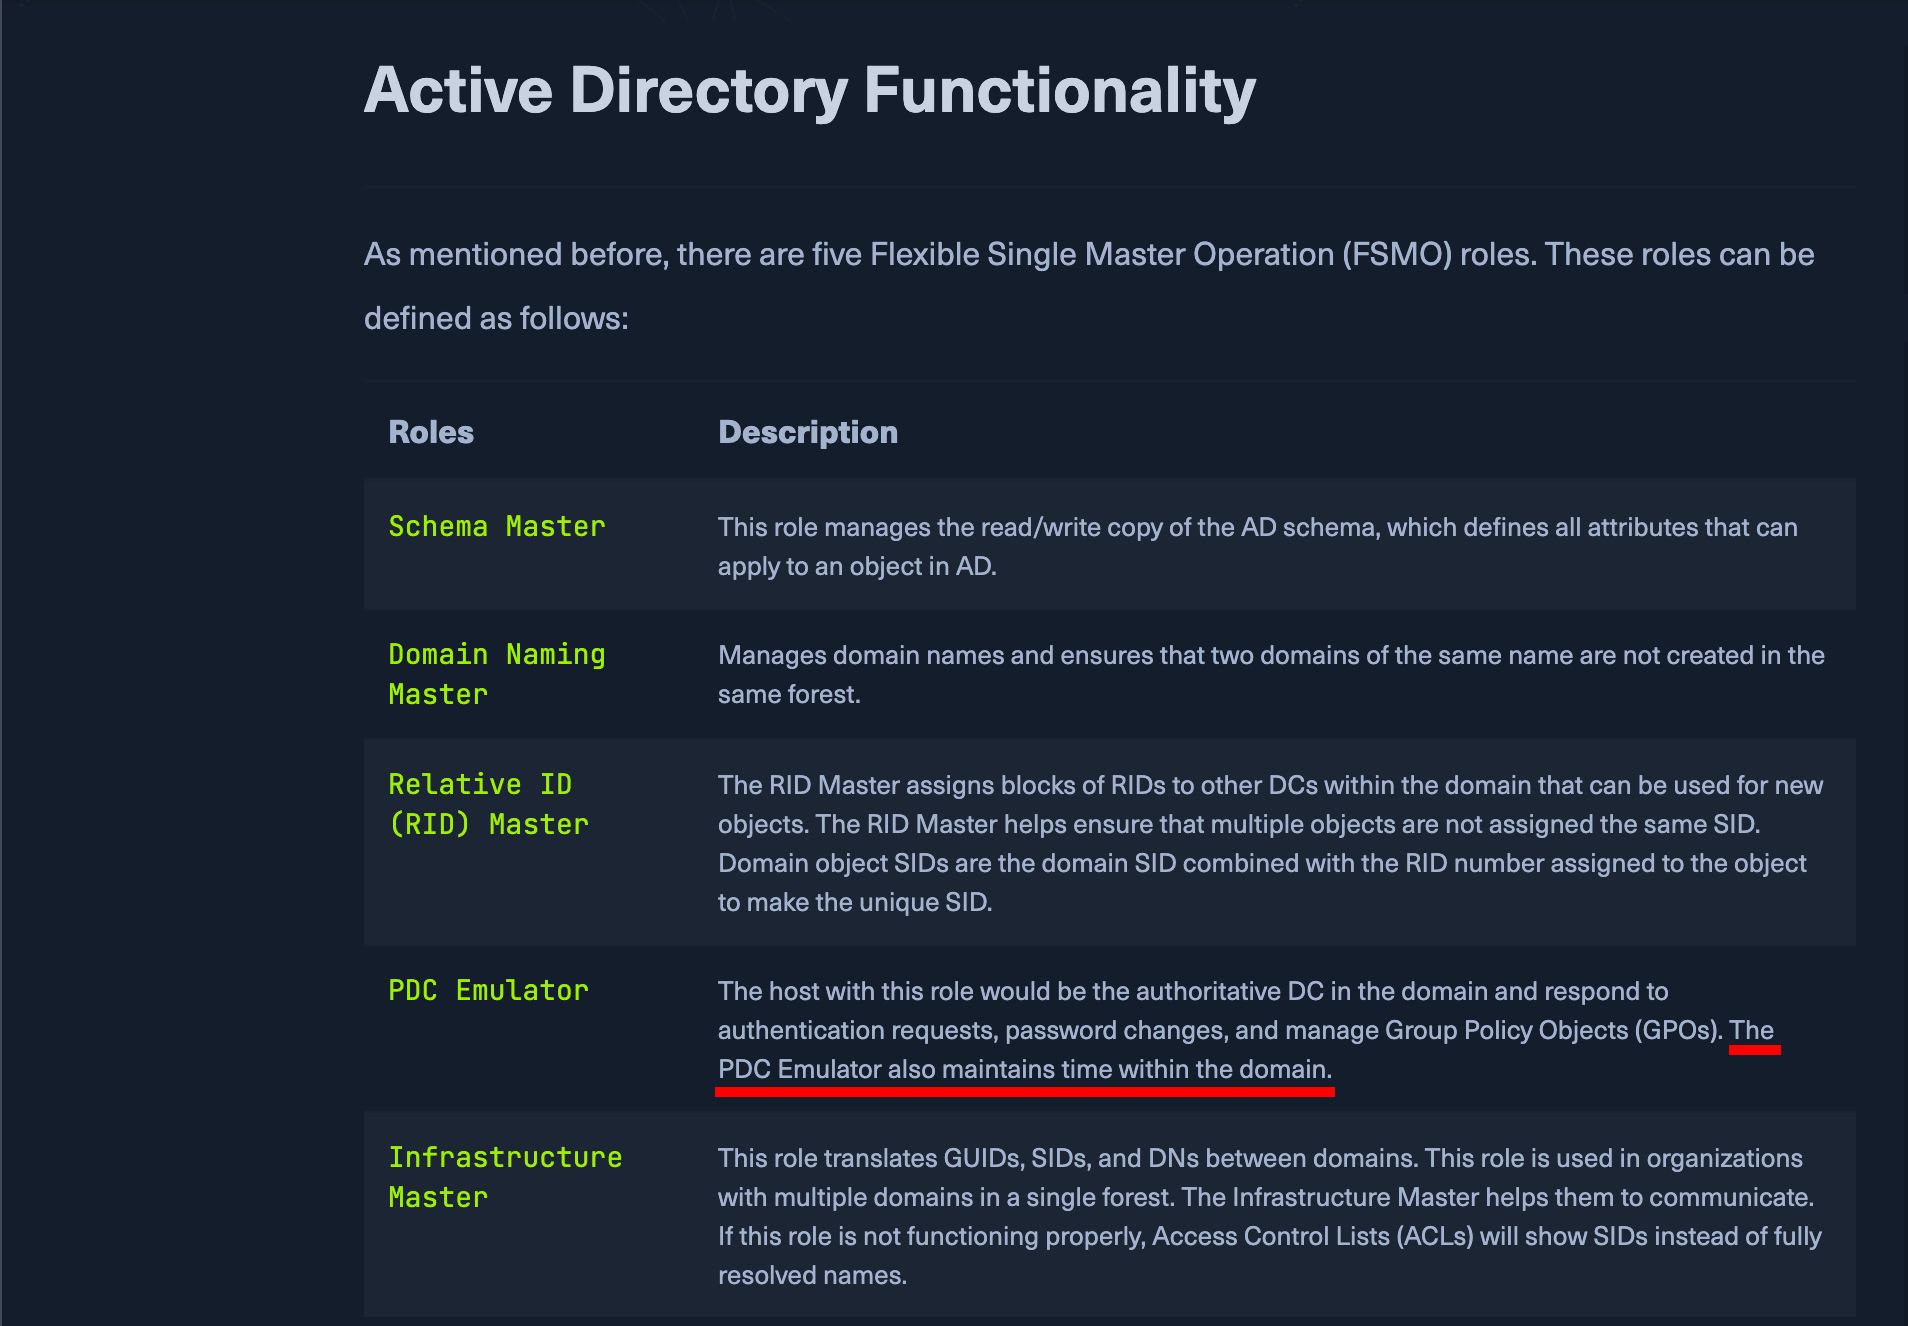 Active Directory Functionality
As mentioned before, there are five Flexible Single Master Operation (FSMO) roles. These roles can be
defined as follows:
Roles
Description
Schema Master
This role manages the read/write copy of the AD schema, which defines all attributes that can
apply to an object in AD.
Domain Naming
Master
Manages domain names and ensures that two domains of the same name are not created in the
same forest.
Relative ID
(RID) Master
The RID Master assigns blocks of RIDs to other DCs within the domain that can be used for new
objects. The RID Master helps ensure that multiple objects are not assigned the same SID.
Domain object SIDs are the domain SID combined with the RID number assigned to the object
to make the unique SID.
PDC Emulator
The host with this role would be the authoritative DC in the domain and respond to
authentication requests, password changes, and manage Group Policy Objects (GPOs). The
PDC Emulator also maintains time within the domain.
Infrastructure
Master
This role translates GUIDs, SIDs, and DNs between domains. This role is used in organizations
with multiple domains in a single forest. The Infrastructure Master helps them to communicate.
If this role is not functioning properly, Access Control Lists (ACLs) will show SIDs instead of fully
resolved names.